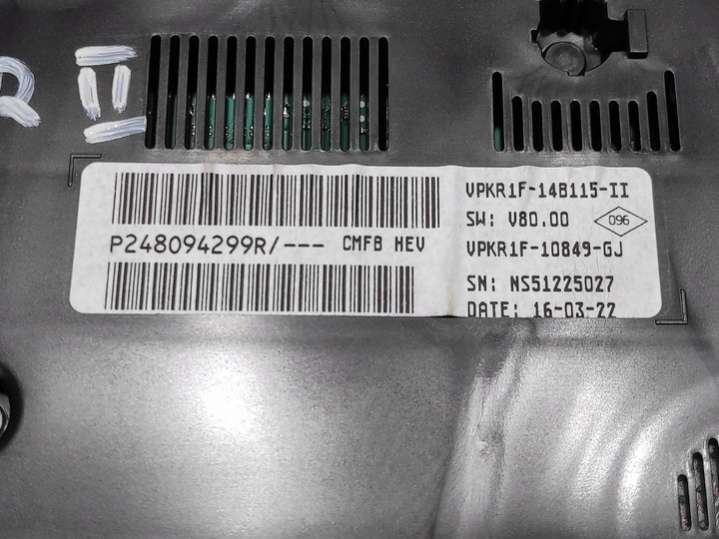 R II
VPKR1F-14B115-II
SW: V80.00
096
P248094299R/--- CMFB HEV
VPKR1F-10849-GJ
SN: NS51225027
DATE: 16-03-22